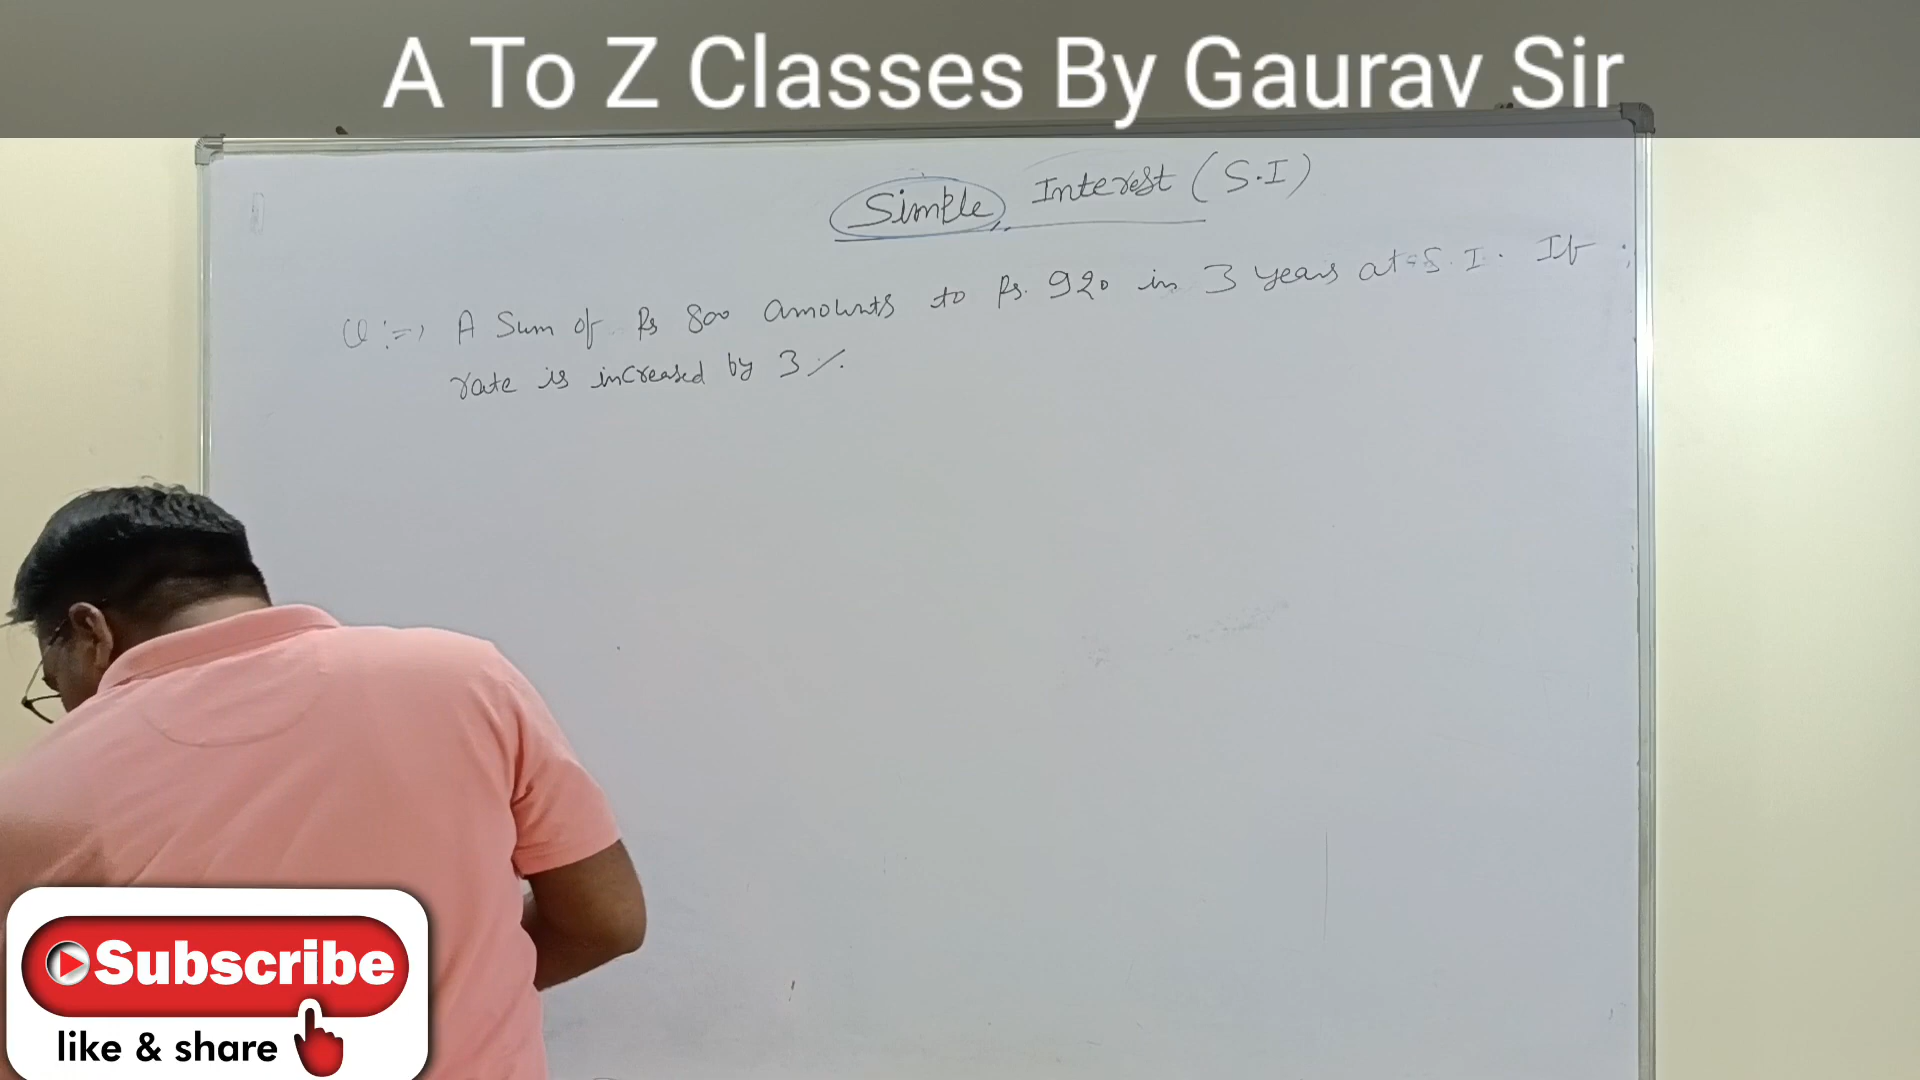 A To Z Classes By Gaurav Sir
Simple Interest (S.I)
Q:=) A Sum of Rs 800 amounts to Rs. 920 in 3 years at S.I. If
rate is increased by 3%.
Subscribe
like & share